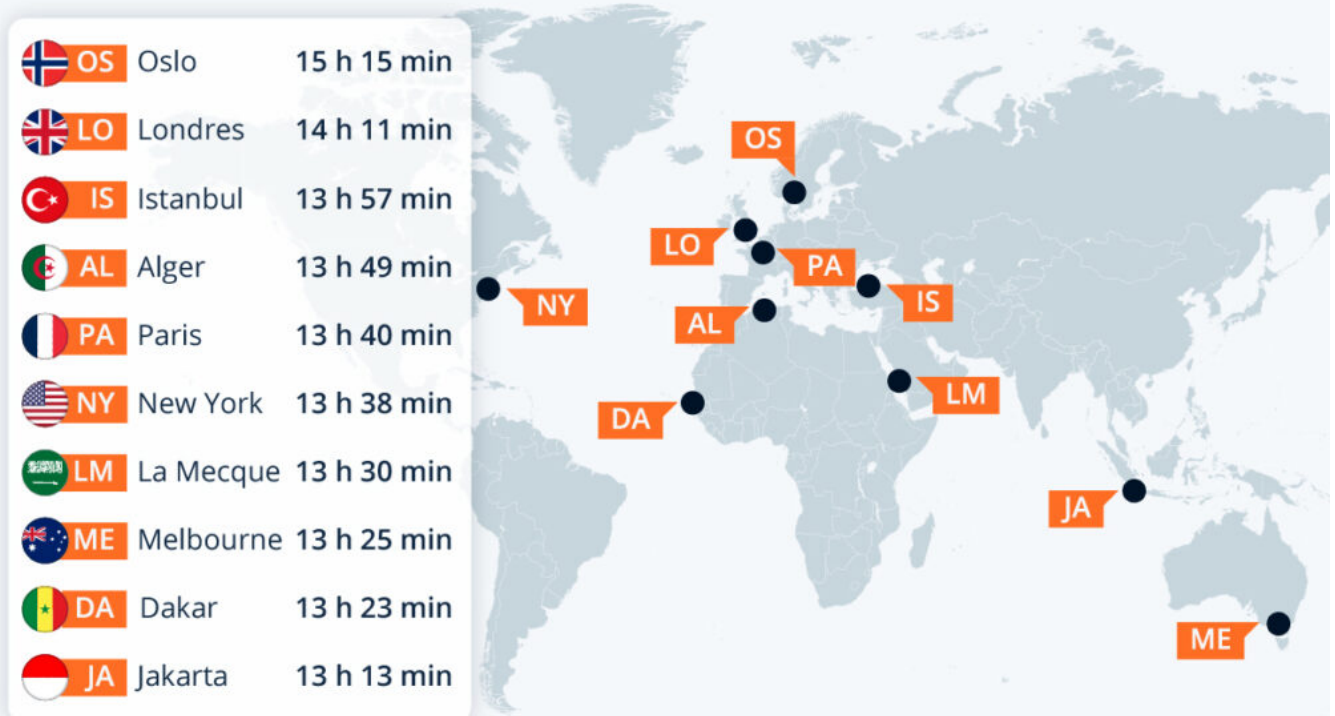 OS Oslo 15 h 15 min
LO Londres 14 h 11 min
IS Istanbul 13 h 57 min
AL Alger 13 h 49 min
PA Paris 13 h 40 min
NY New York 13 h 38 min
LM La Mecque 13 h 30 min
ME Melbourne 13 h 25 min
DA Dakar 13 h 23 min
JA Jakarta 13 h 13 min
OS
LO
PA
NY
AL
IS
LM
DA
JA
ME